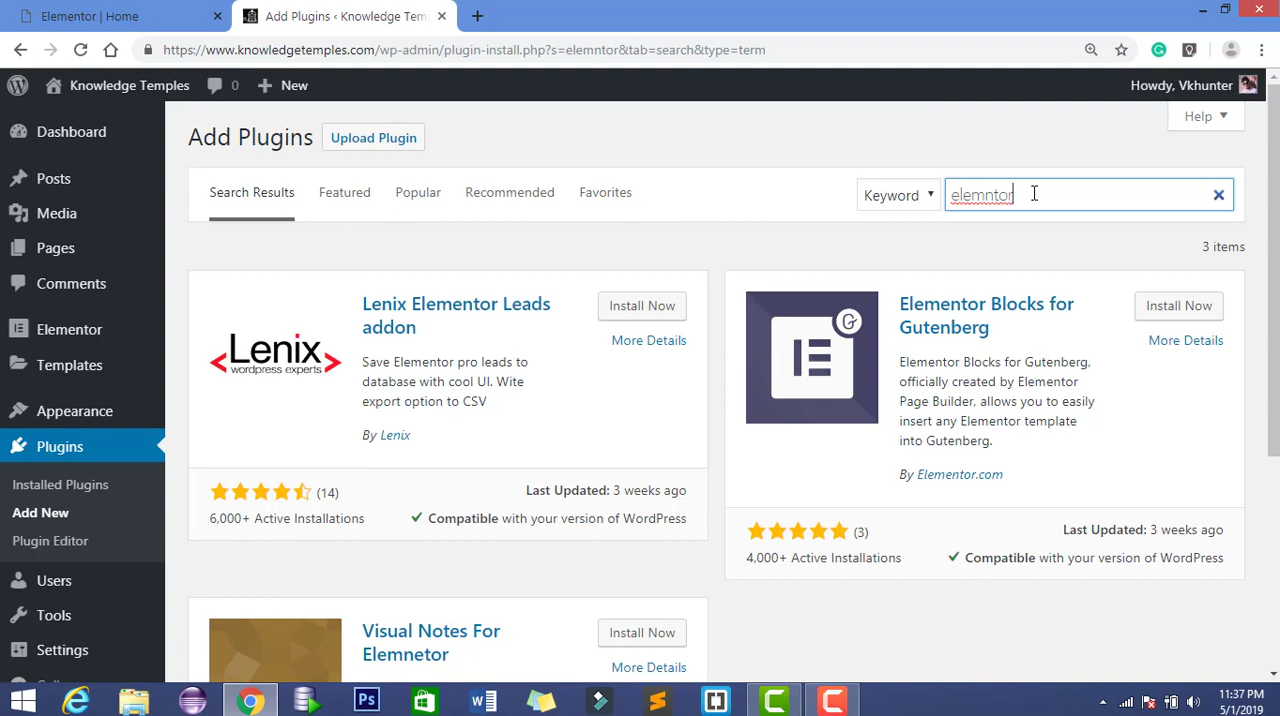 Elementor | Home
Add Plugins ‹ Knowledge Tem
https://www.knowledgetemples.com/wp-admin/plugin-install.php?s=elemntor&tab=search&type=term
Knowledge Temples
0
New
Howdy, Vkhunter
Dashboard
Posts
Media
Pages
Comments
Elementor
Templates
Appearance
Plugins
Installed Plugins
Add New
Plugin Editor
Users
Tools
Settings
Help
Add Plugins
Upload Plugin
Search Results
Featured
Popular
Recommended
Favorites
Keyword
elemntor
3 items
Lenix
wordpress experts
Lenix Elementor Leads
addon
Install Now
More Details
Save Elementor pro leads to
database with cool UI. Wite
export option to CSV
By Lenix
(14)
Last Updated: 3 weeks ago
6,000+ Active Installations
Compatible with your version of WordPress
G
Elementor Blocks for
Gutenberg
Install Now
More Details
Elementor Blocks for Gutenberg,
officially created by Elementor
Page Builder, allows you to easily
insert any Elementor template
into Gutenberg.
By Elementor.com
(3)
Last Updated: 3 weeks ago
4,000+ Active Installations
Compatible with your version of WordPress
Visual Notes For
Elemnetor
Install Now
More Details
Ps
11:37 PM
5/1/2019